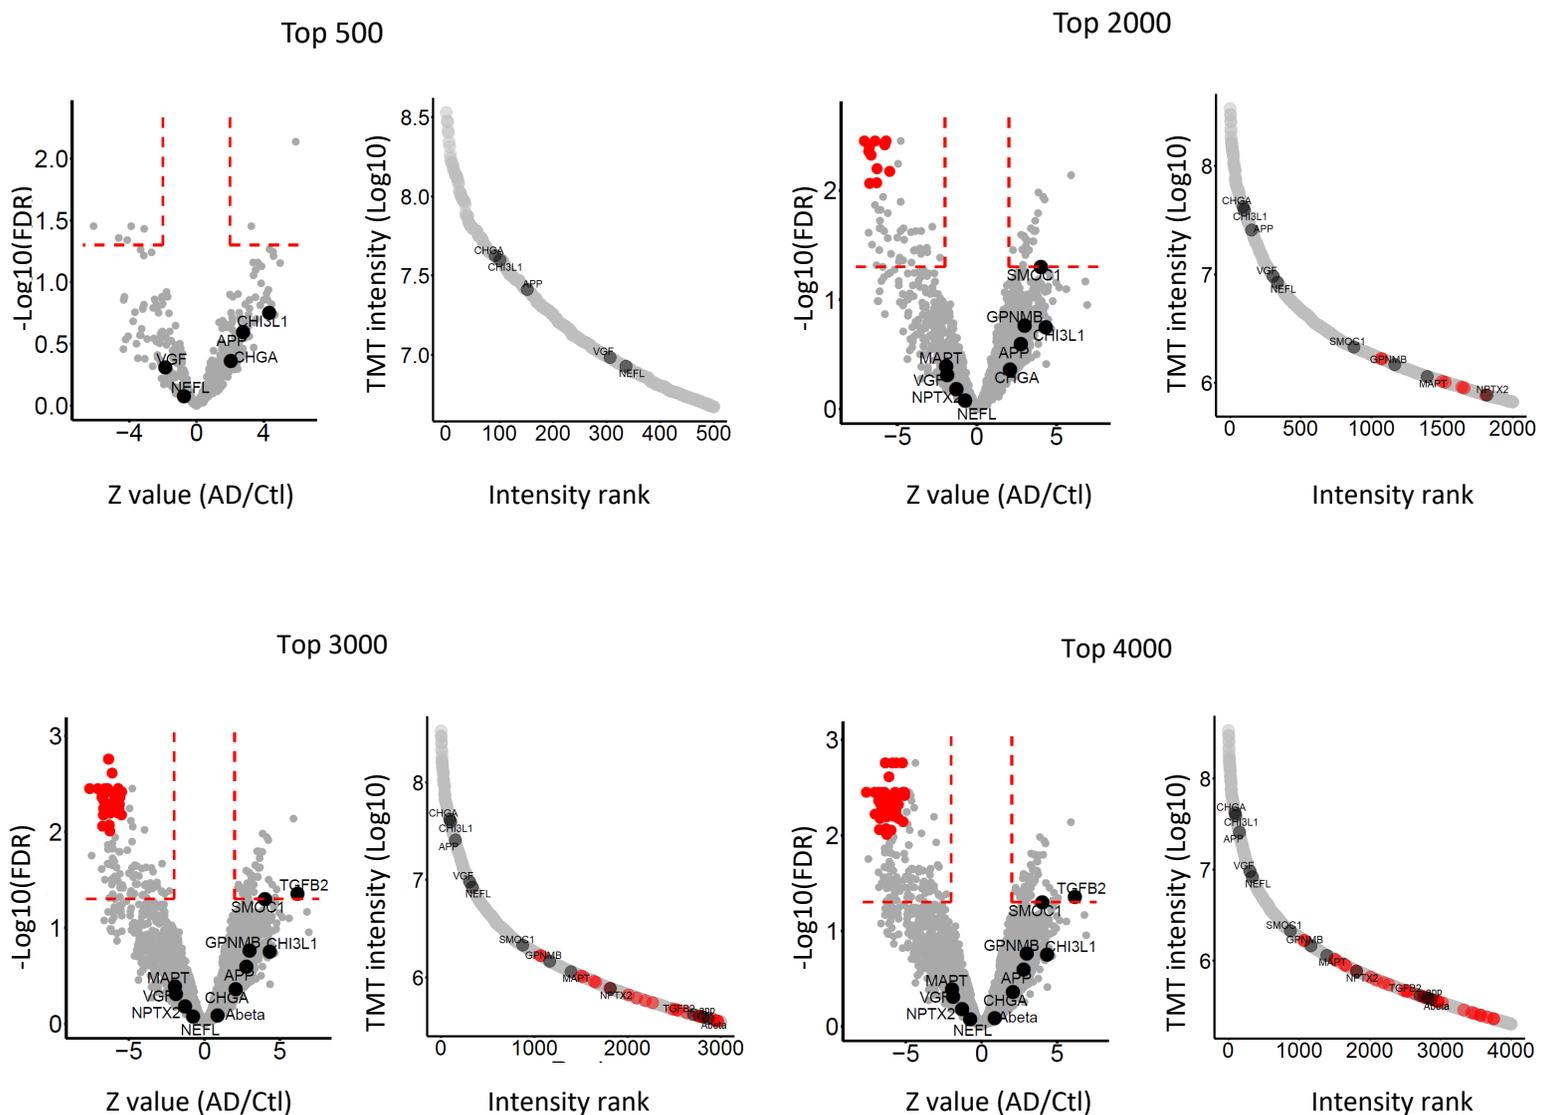 Top 500
-Log10(FDR)
2.0
1.5
1.0
0.5
0.0
CHI3L1
APP
CHGA
VGF
NEFL
−4 0 4
Z value (AD/Ctl)
TMT intensity (Log10)
8.5
8.0
7.5
7.0
CHGA
CHI3L1
APP
VGF
NEFL
0 100 200 300 400 500
Intensity rank
Top 2000
-Log10(FDR)
2
1
0
SMOC1
GPNMB
CHI3L1
APP
MAPT
VGF
CHGA
NPTX2
NEFL
−5 0 5
Z value (AD/Ctl)
TMT intensity (Log10)
8
7
6
CHGA
CHI3L1
APP
VGF
NEFL
SMOC1
GPNMB
MAPT
NPTX2
0 500 1000 1500 2000
Intensity rank
Top 3000
-Log10(FDR)
3
2
1
0
TGFB2
SMOC1
GPNMB CHI3L1
APP
MAPT
VGF CHGA
NPTX2 Abeta
NEFL
−5 0 5
Z value (AD/Ctl)
TMT intensity (Log10)
8
7
6
CHGA
CHI3L1
APP
VGF
NEFL
SMOC1
GPNMB
MAPT
NPTX2
TGFB2 app
Abeta
0 1000 2000 3000
Intensity rank
Top 4000
-Log10(FDR)
3
2
1
0
TGFB2
SMOC1
GPNMB CHI3L1
APP
MAPT
VGF CHGA
NPTX2 Abeta
NEFL
−5 0 5
Z value (AD/Ctl)
TMT intensity (Log10)
8
7
6
CHGA
CHI3L1
APP
VGF
NEFL
SMOC1
GPNMB
MAPT
NPTX2
TGFB2 app
Abeta
0 1000 2000 3000 4000
Intensity rank